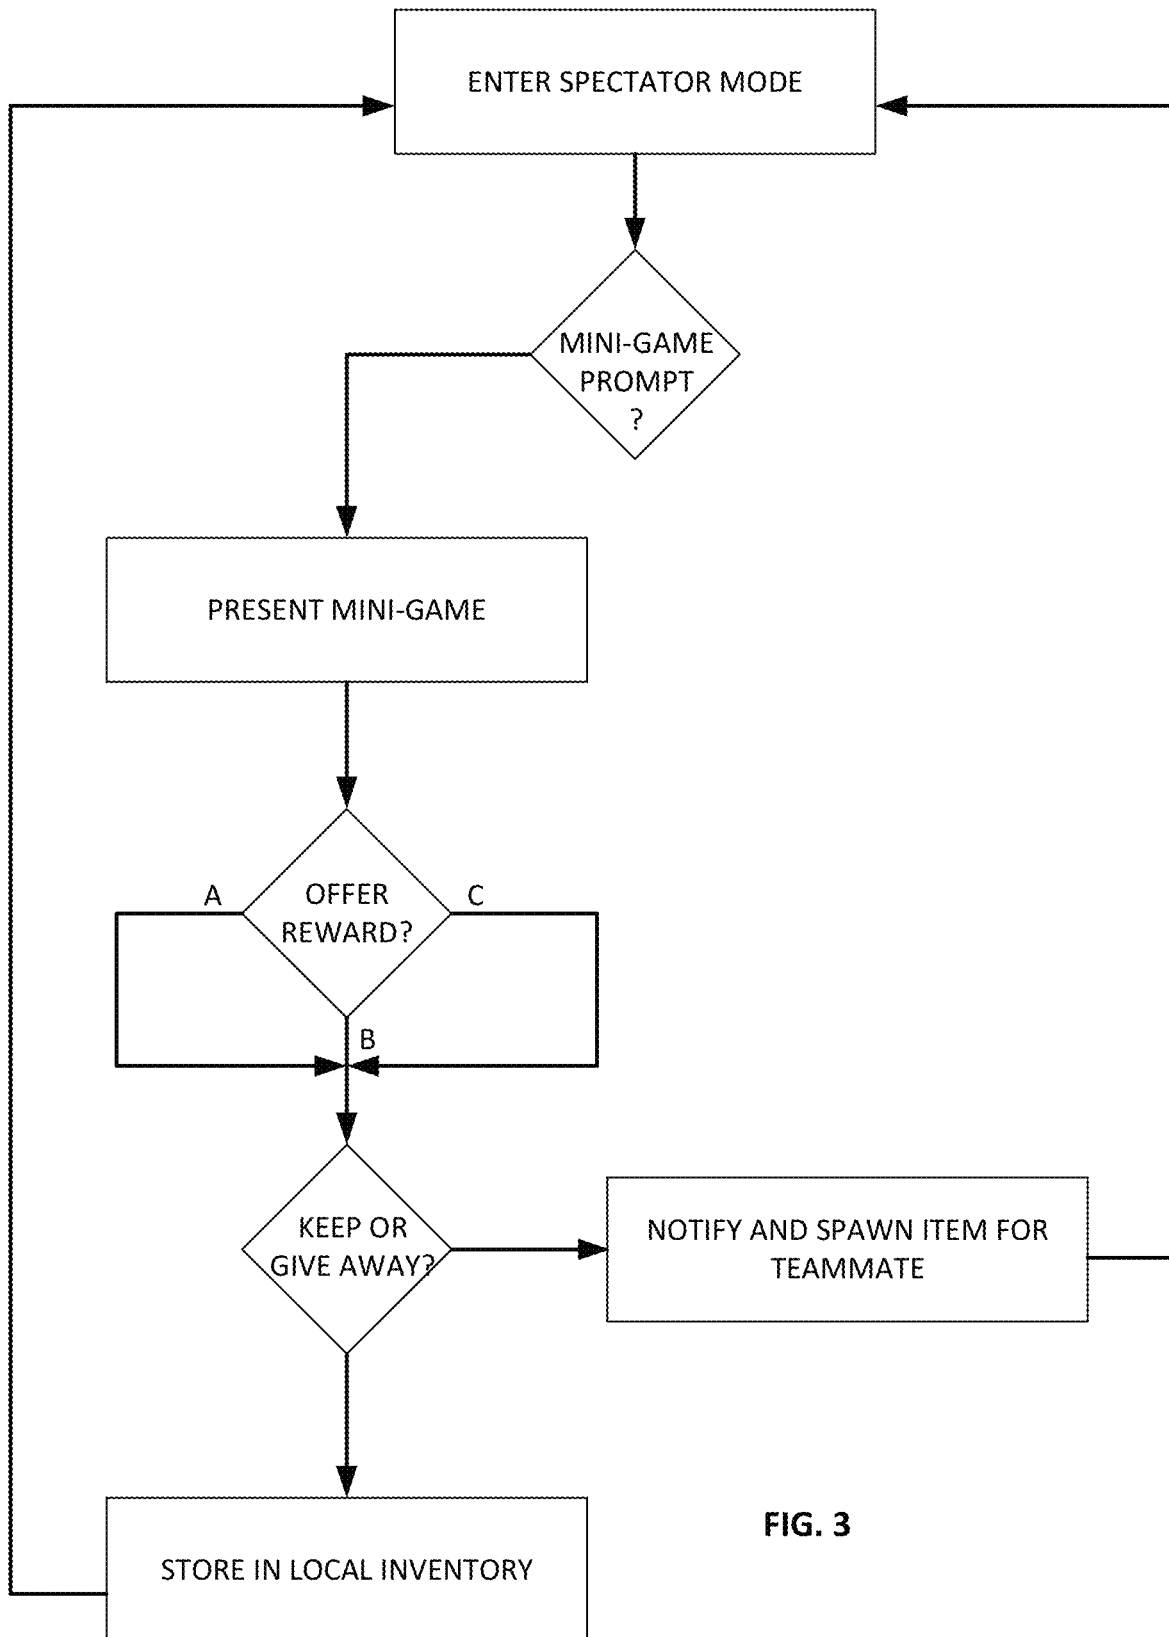 ENTER SPECTATOR MODE
MINI-GAME
PROMPT
?
PRESENT MINI-GAME
A
OFFER
REWARD?
C
B
KEEP OR
GIVE AWAY?
NOTIFY AND SPAWN ITEM FOR
TEAMMATE
STORE IN LOCAL INVENTORY
FIG. 3